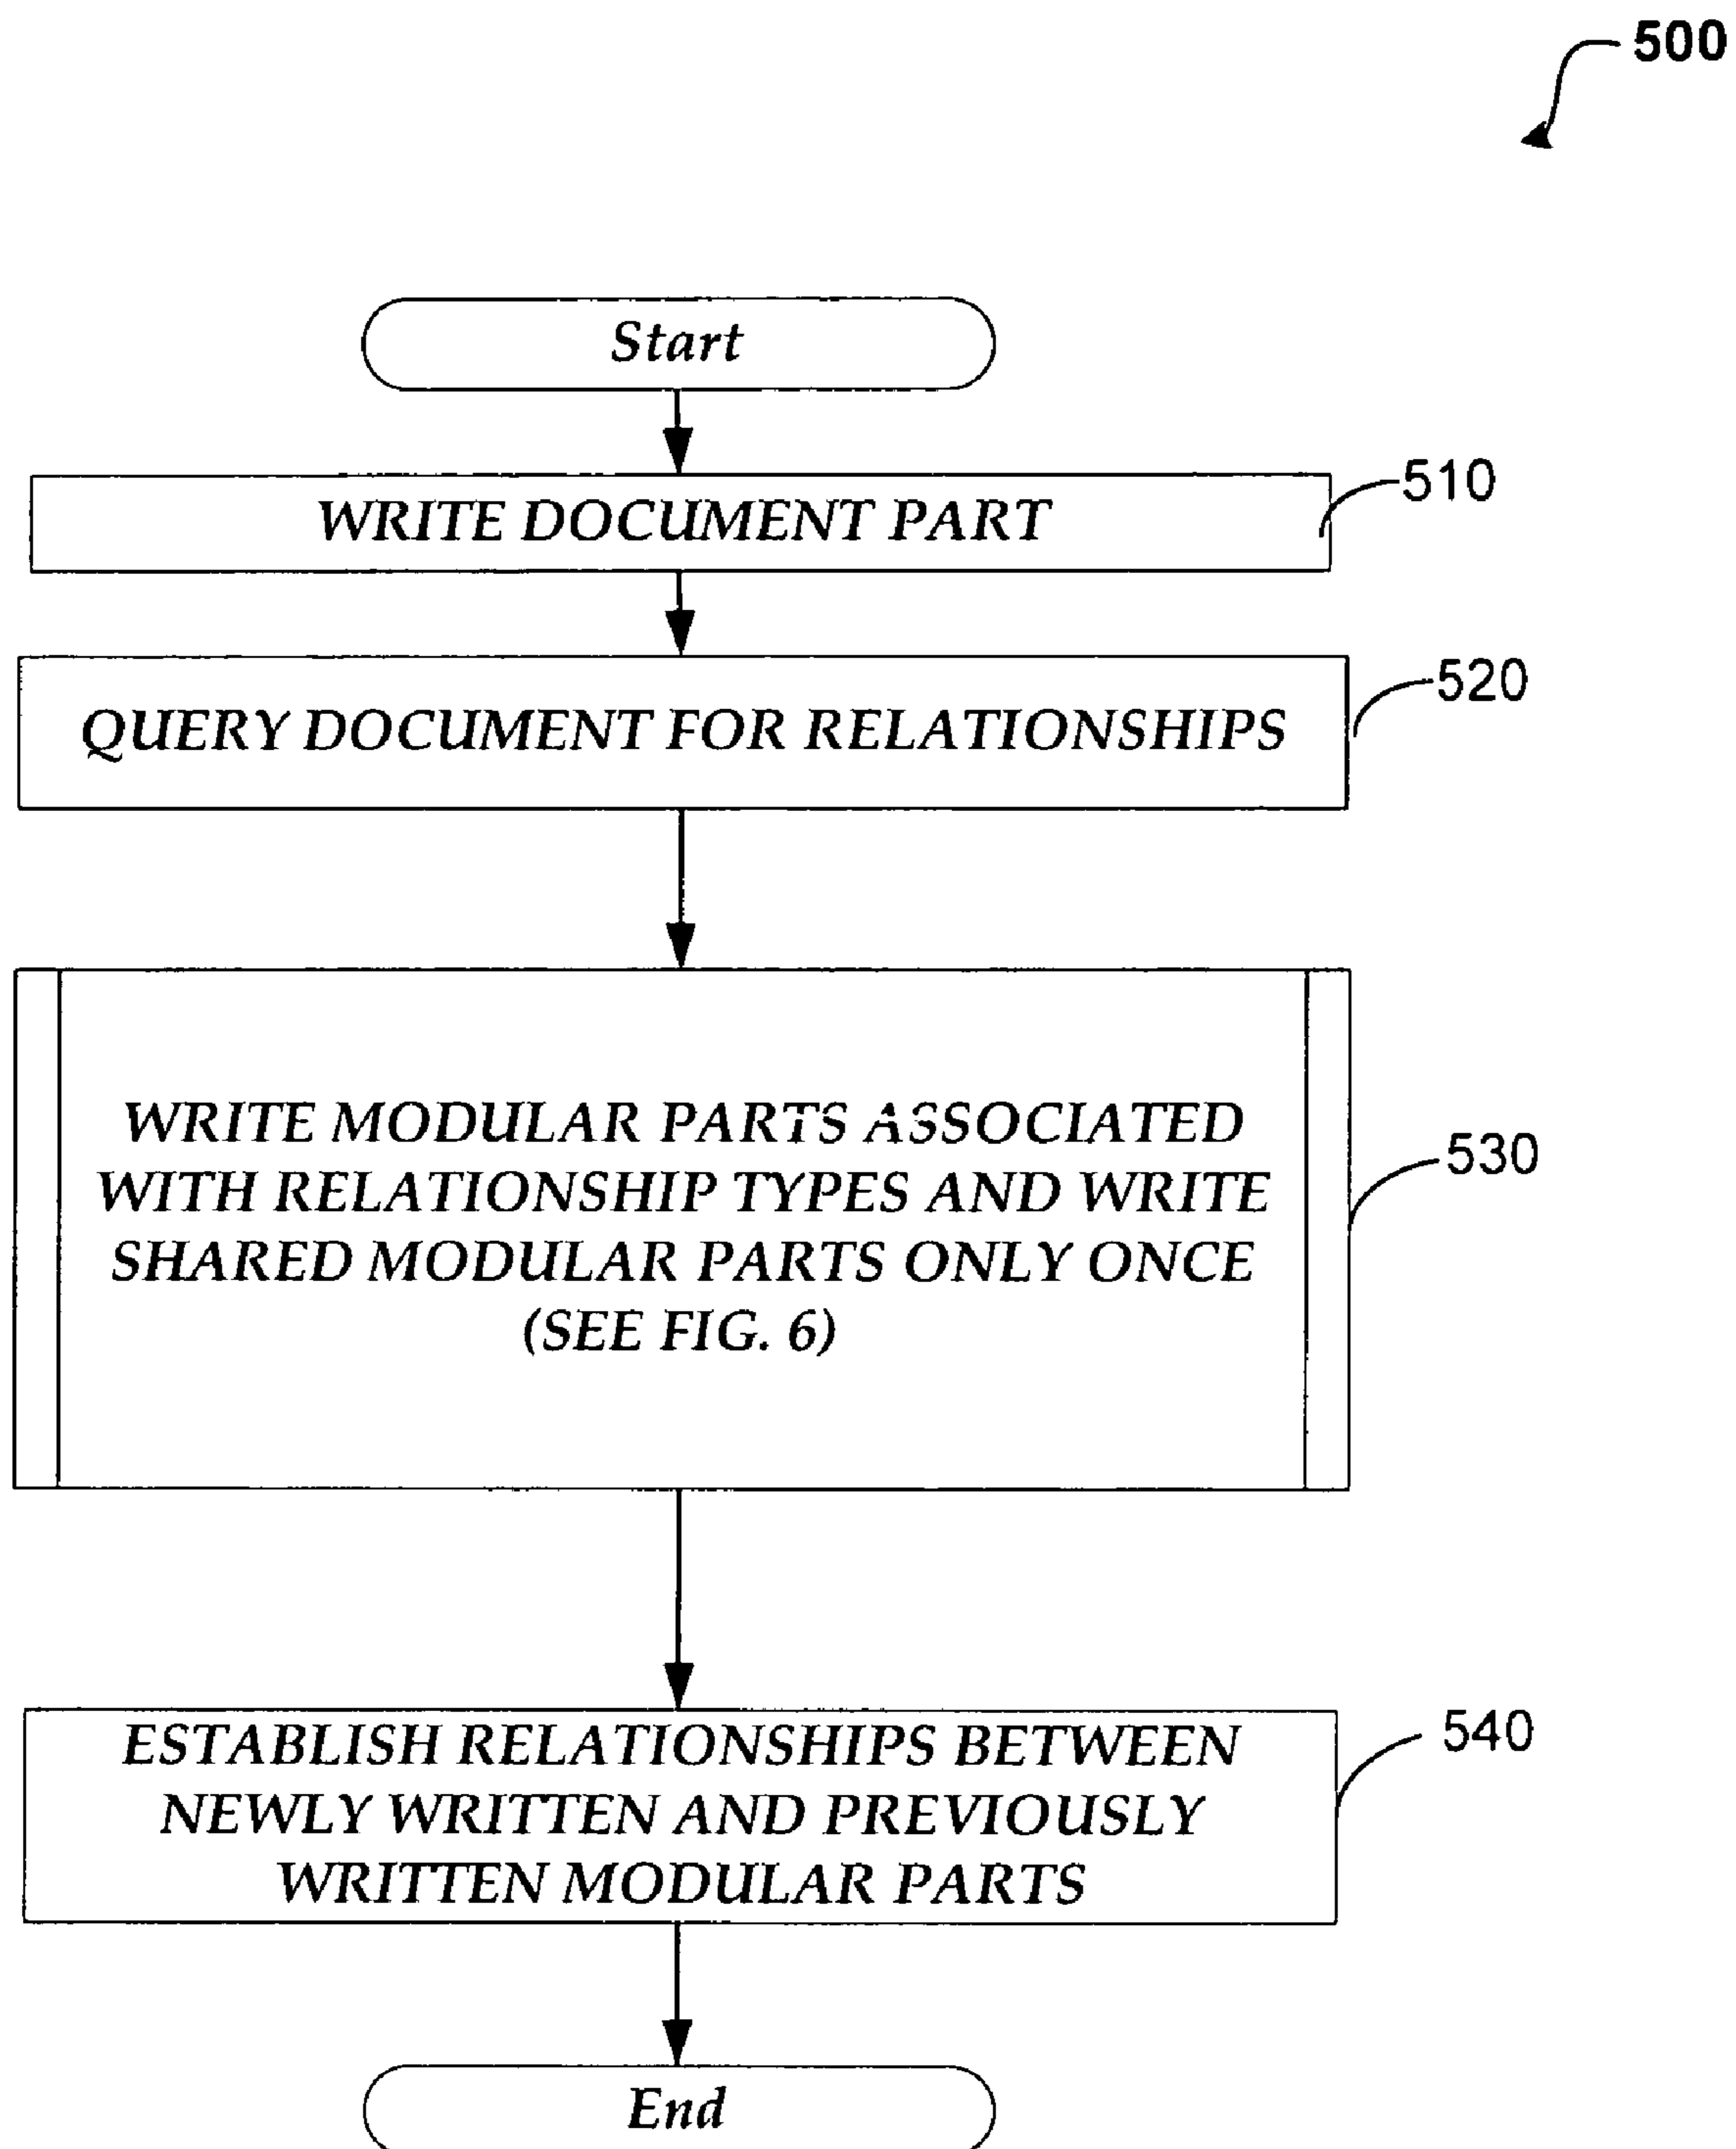 500
Start
WRITE DOCUMENT PART
510
QUERY DOCUMENT FOR RELATIONSHIPS
520
WRITE MODULAR PARTS ASSOCIATED
WITH RELATIONSHIP TYPES AND WRITE
SHARED MODULAR PARTS ONLY ONCE
(SEE FIG. 6)
530
ESTABLISH RELATIONSHIPS BETWEEN
NEWLY WRITTEN AND PREVIOUSLY
WRITTEN MODULAR PARTS
540
End